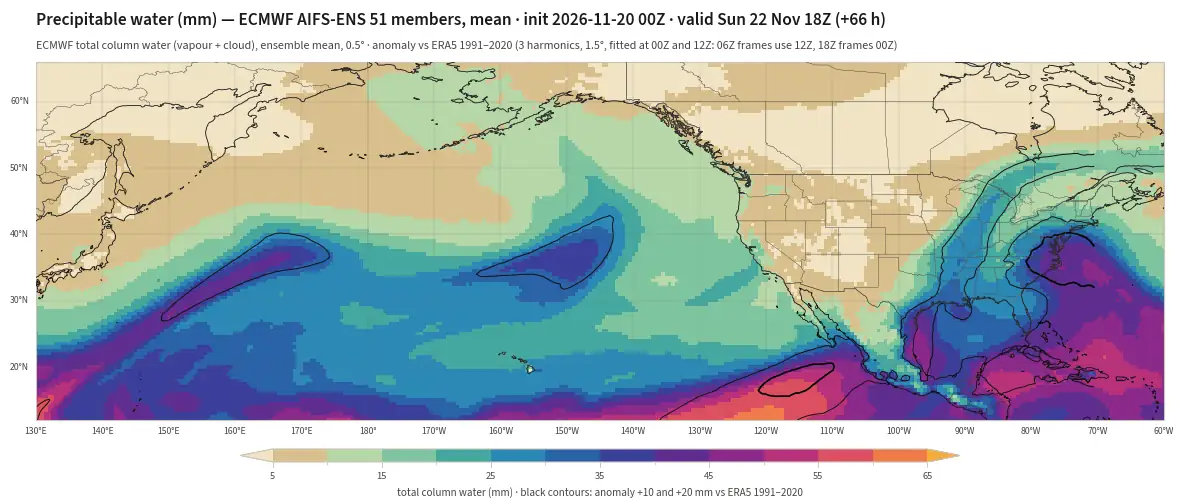 Precipitable water (mm) — ECMWF AIFS-ENS 51 members, mean · init 2026-11-20 00Z · valid Sun 22 Nov 18Z (+66 h)
ECMWF total column water (vapour + cloud), ensemble mean, 0.5° · anomaly vs ERA5 1991–2020 (3 harmonics, 1.5°, fitted at 00Z and 12Z: 06Z frames use 12Z, 18Z frames 00Z)
60°N
50°N
40°N
30°N
20°N
130°E 140°E 150°E 160°E 170°E 180° 170°W 160°W 150°W 140°W 130°W 120°W 110°W 100°W 90°W 80°W 70°W 60°W
5 15 25 35 45 55 65
total column water (mm) · black contours: anomaly +10 and +20 mm vs ERA5 1991–2020